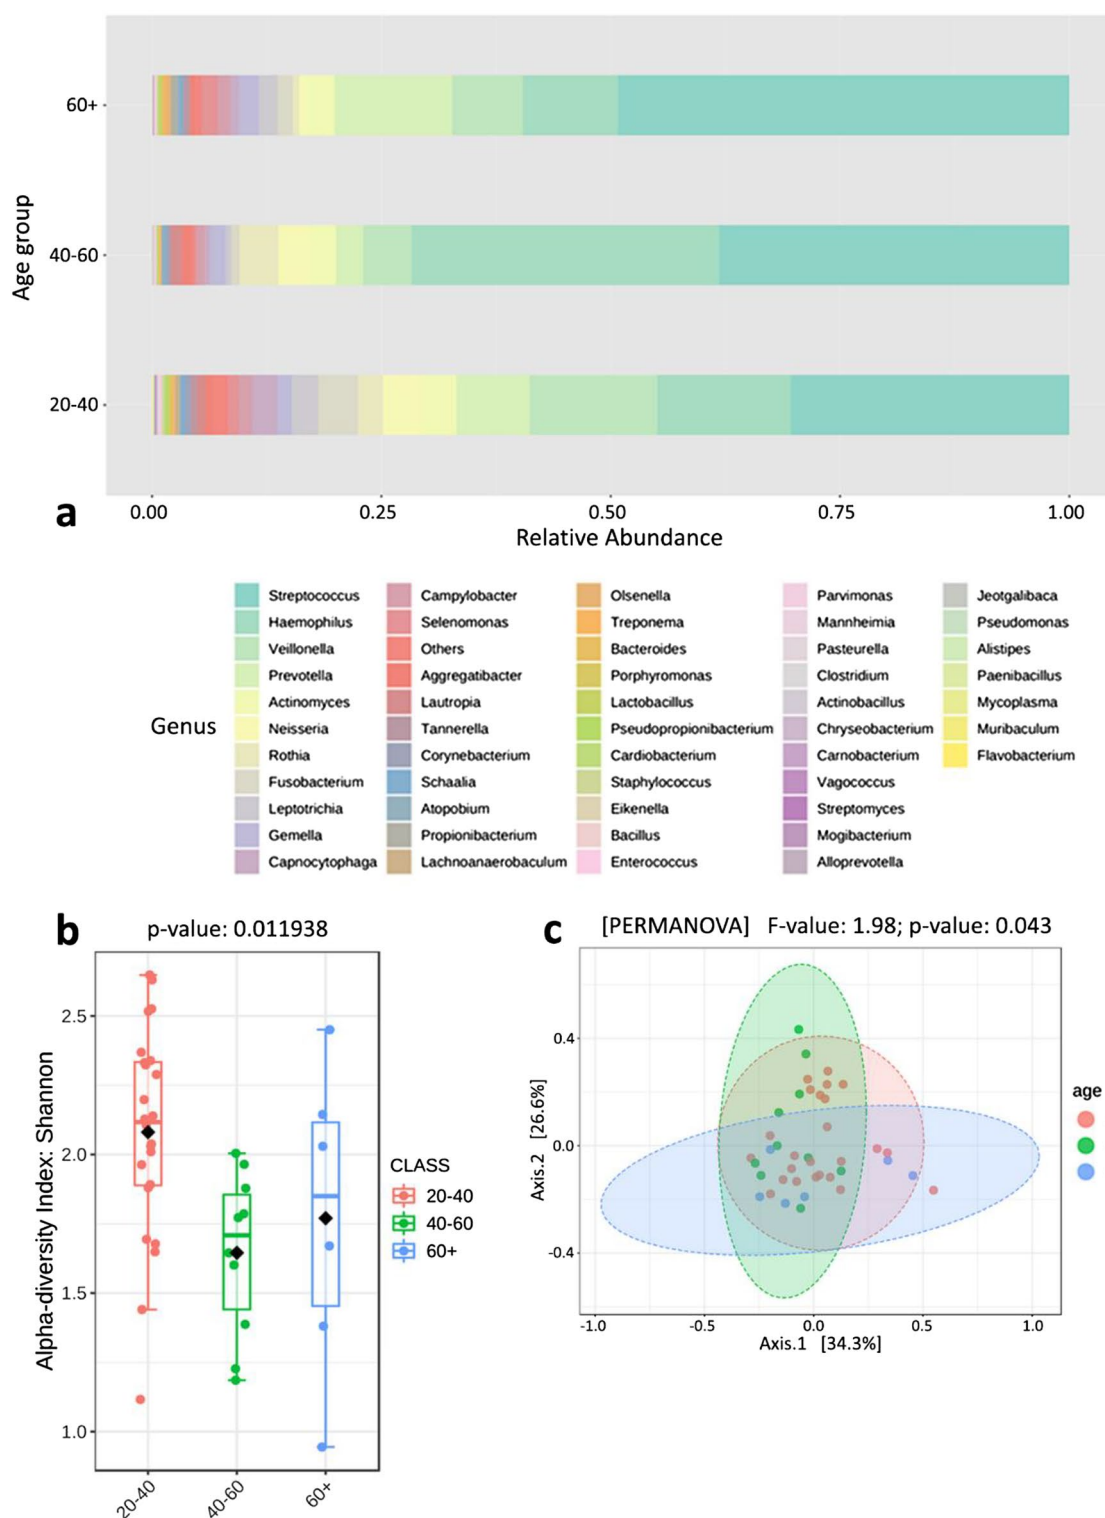 Age group
60+
40-60
20-40
a
0.00 0.25 0.50 0.75 1.00
Relative Abundance
Genus
Streptococcus
Haemophilus
Veillonella
Prevotella
Actinomyces
Neisseria
Rothia
Fusobacterium
Leptotrichia
Gemella
Capnocytophaga
Campylobacter
Selenomonas
Others
Aggregatibacter
Lautropia
Tannerella
Corynebacterium
Schaalia
Atopobium
Propionibacterium
Lachnoanaerobaculum
Olsenella
Treponema
Bacteroides
Porphyromonas
Lactobacillus
Pseudopropionibacterium
Cardiobacterium
Staphylococcus
Eikenella
Bacillus
Enterococcus
Parvimonas
Mannheimia
Pasteurella
Clostridium
Actinobacillus
Chryseobacterium
Carnobacterium
Vagococcus
Streptomyces
Mogibacterium
Alloprevotella
Jeotgalibaca
Pseudomonas
Alistipes
Paenibacillus
Mycoplasma
Muribaculum
Flavobacterium
b
p-value: 0.011938
Alpha-diversity Index: Shannon
2.5
2.0
1.5
1.0
20-40
40-60
60+
CLASS
20-40
40-60
60+
c
[PERMANOVA] F-value: 1.98; p-value: 0.043
Axis.2 [26.6%]
0.4
0.0
-0.4
-1.0 -0.5 0.0 0.5 1.0
Axis.1 [34.3%]
age